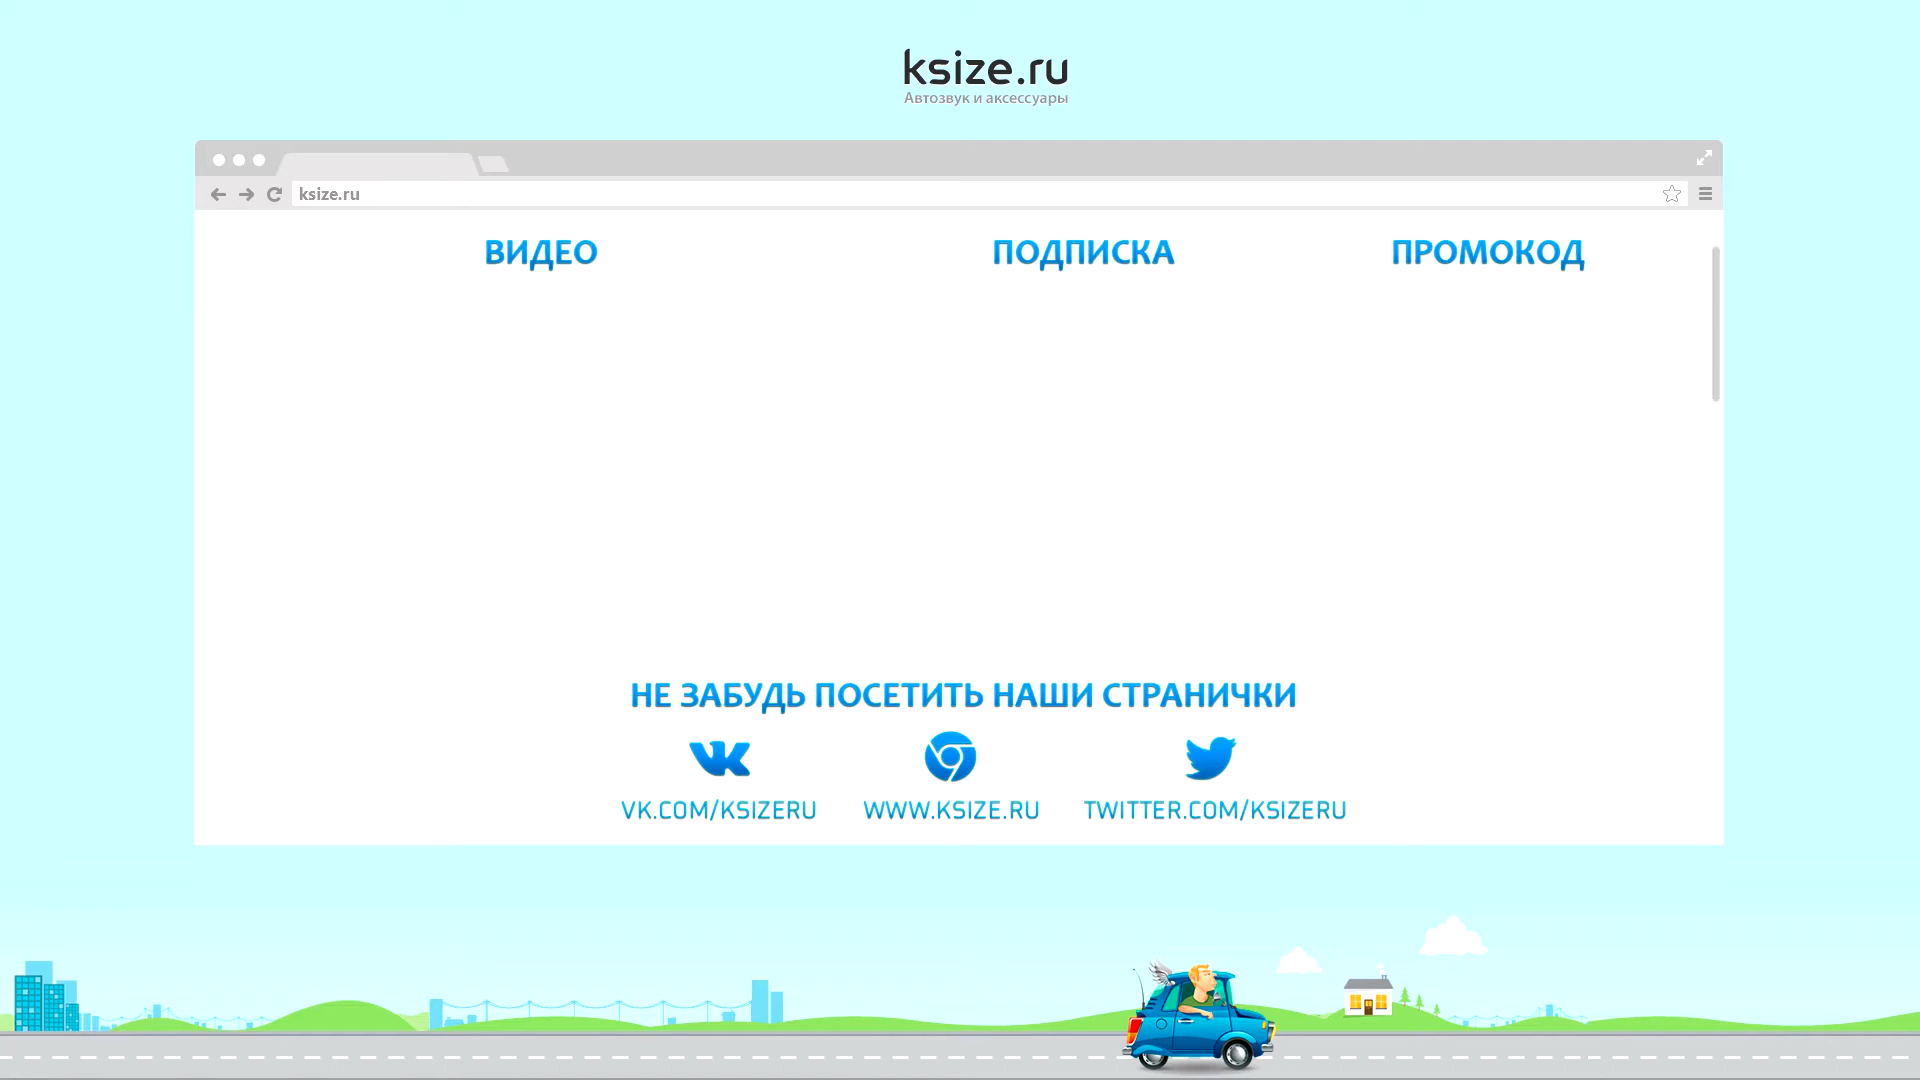 ksize.ru
Автозвук и аксессуары
ksize.ru
ВИДЕО
ПОДПИСКА
ПРОМОКОД
НЕ ЗАБУДЬ ПОСЕТИТЬ НАШИ СТРАНИЧКИ
VK.COM/KSIZERU
WWW.KSIZE.RU
TWITTER.COM/KSIZERU